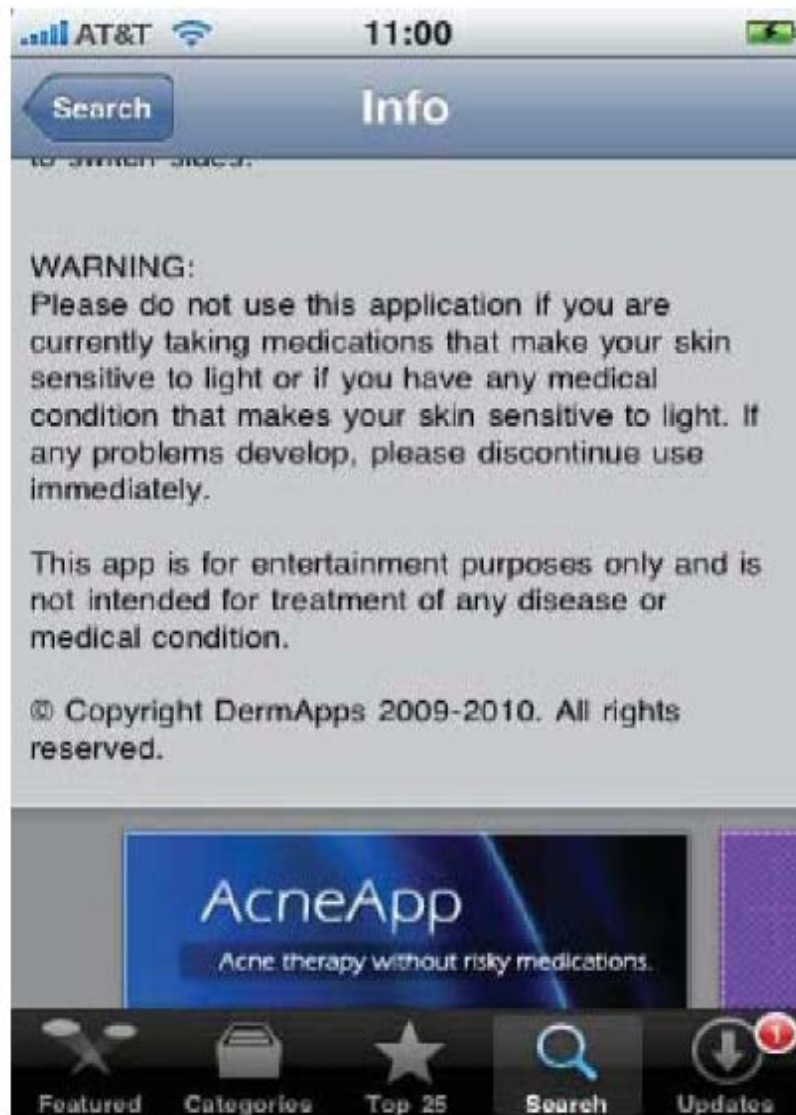 AT&T 11:00
Search Info
to switch sides.
WARNING:
Please do not use this application if you are
currently taking medications that make your skin
sensitive to light or if you have any medical
condition that makes your skin sensitive to light. If
any problems develop, please discontinue use
immediately.
This app is for entertainment purposes only and is
not intended for treatment of any disease or
medical condition.
© Copyright DermApps 2009-2010. All rights
reserved.
AcneApp
Acne therapy without risky medications.
1
Featured Categories Top 25 Search Updates